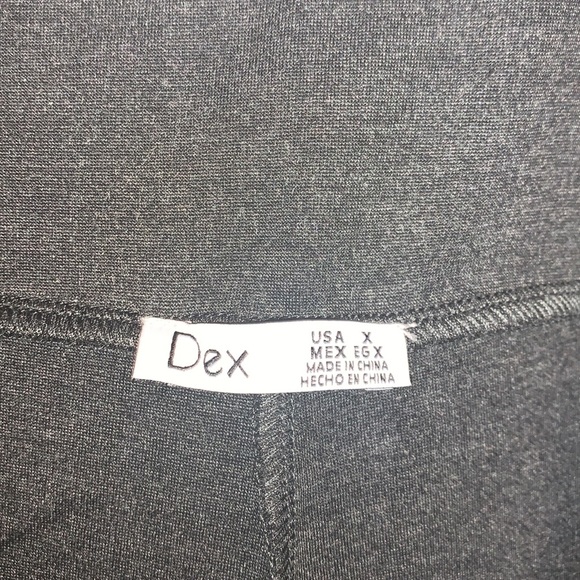 Dex
USA X
MEX EG X
MADE IN CHINA
HECHO EN CHINA